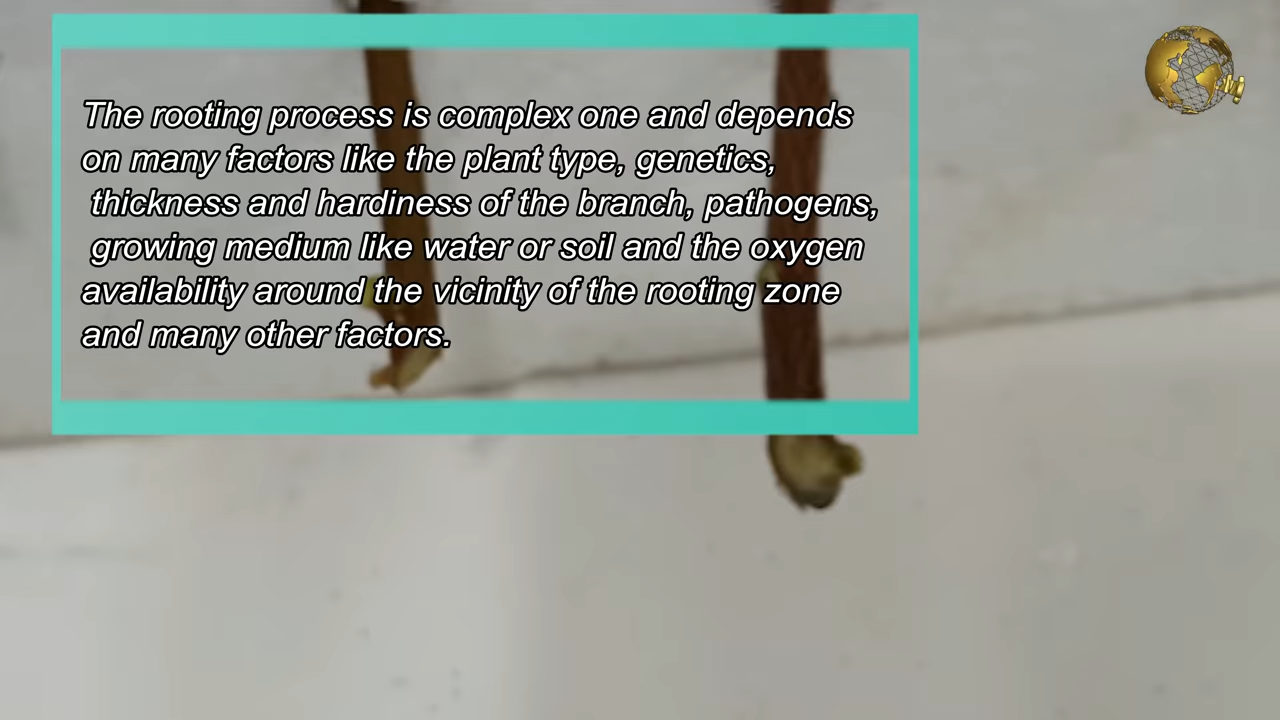 The rooting process is complex one and depends
on many factors like the plant type, genetics,
thickness and hardiness of the branch, pathogens,
growing medium like water or soil and the oxygen
availability around the vicinity of the rooting zone
and many other factors.